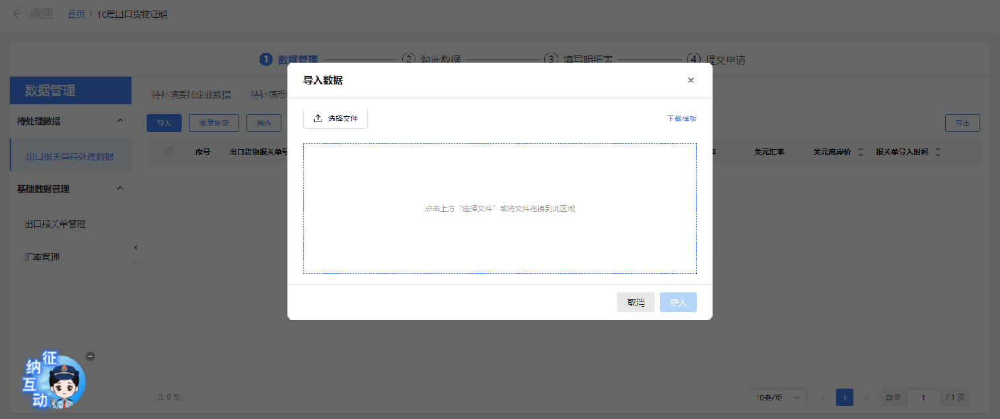 返回 首页 > 代理出口货物证明
1 数据管理 2 勾选数据 3 填写明细表 4 提交申请
数据管理
待处理数据
出口报关单待处理数据
基础数据管理
出口报关单管理
汇率管理
待补填委托企业数据 待补填币
导入 批量补录 筛选 导出
序号 出口货物报关单号 率 美元汇率 美元离岸价 报关单导入时间
导入数据
选择文件 下载样板
点击上方“选择文件”或将文件拖拽到此区域
取消 导入
征纳互动
共 0 条 10条/页 1 跳至 1 / 1 页